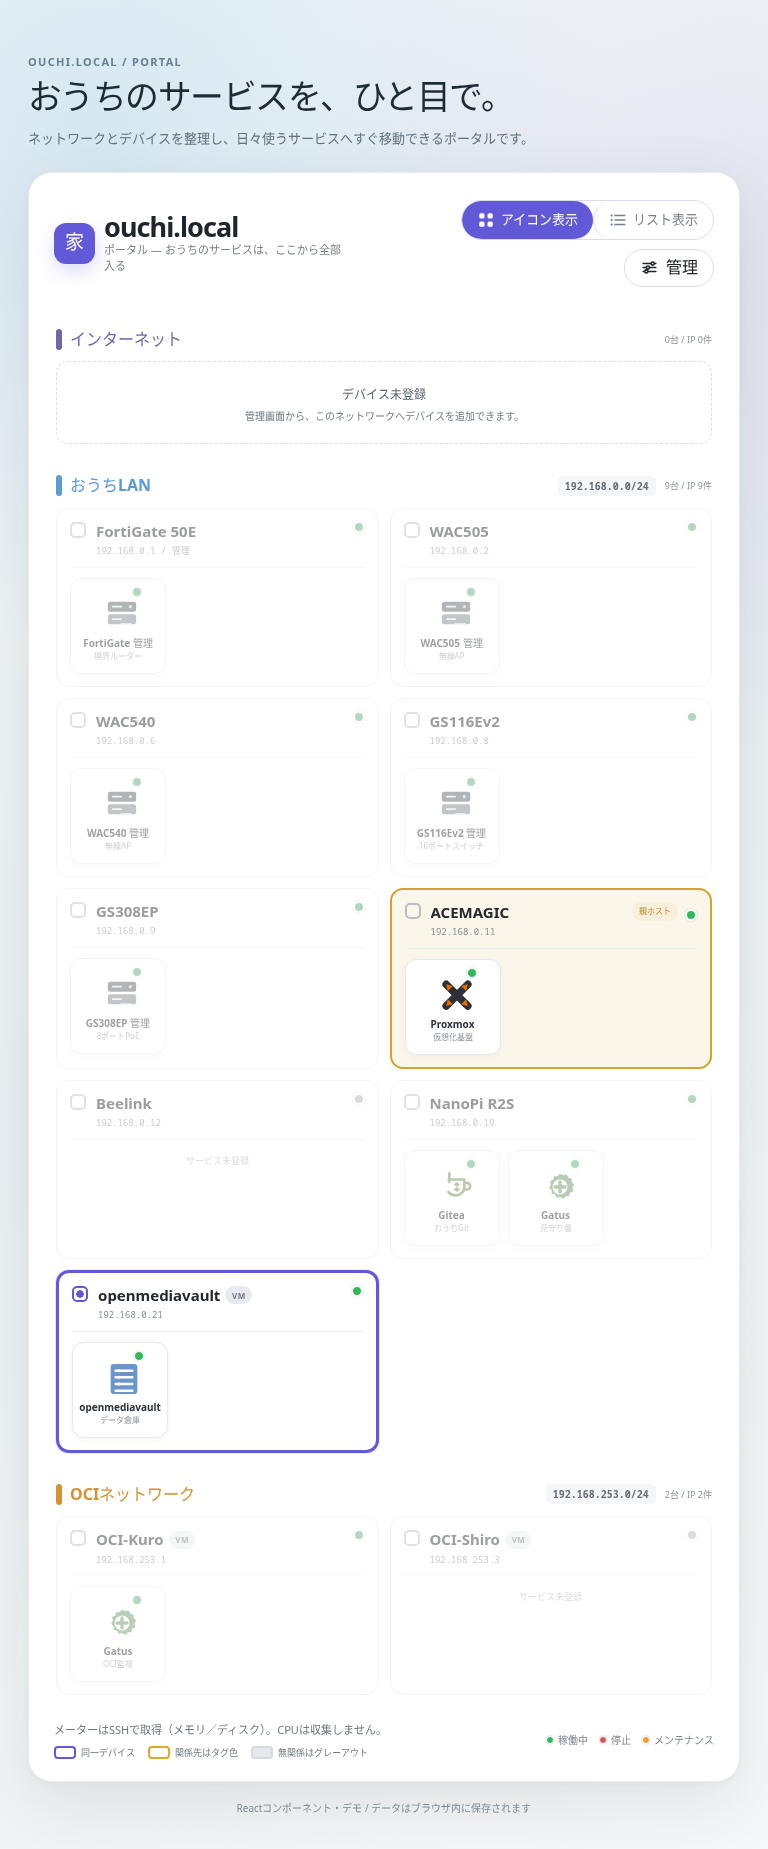 OUCHI.LOCAL / PORTAL
おうちのサービスを、ひと目で。
ネットワークとデバイスを整理し、日々使うサービスへすぐ移動できるポータルです。
家
ouchi.local
ポータル — おうちのサービスは、ここから全部
入る
アイコン表示
リスト表示
管理
インターネット
0台 / IP 0件
デバイス未登録
管理画面から、このネットワークへデバイスを追加できます。
おうちLAN
192.168.0.0/24
9台 / IP 9件
FortiGate 50E
192.168.0.1 / 管理
FortiGate 管理
境界ルーター
WAC505
192.168.0.2
WAC505 管理
無線AP
WAC540
192.168.0.6
WAC540 管理
無線AP
GS116Ev2
192.168.0.8
GS116Ev2 管理
16ポートスイッチ
GS308EP
192.168.0.9
GS308EP 管理
8ポートPoE
ACEMAGIC
親ホスト
192.168.0.11
Proxmox
仮想化基盤
Beelink
192.168.0.12
サービス未登録
NanoPi R2S
192.168.0.19
Gitea
おうちGit
Gatus
見守り番
openmediavault
VM
192.168.0.21
openmediavault
データ倉庫
OCIネットワーク
192.168.253.0/24
2台 / IP 2件
OCI-Kuro
VM
192.168.253.1
Gatus
OCI監視
OCI-Shiro
VM
192.168.253.3
サービス未登録
メーターはSSHで取得（メモリ／ディスク）。CPUは収集しません。
同一デバイス
関係先はタグ色
無関係はグレーアウト
稼働中
停止
メンテナンス
Reactコンポーネント・デモ / データはブラウザ内に保存されます